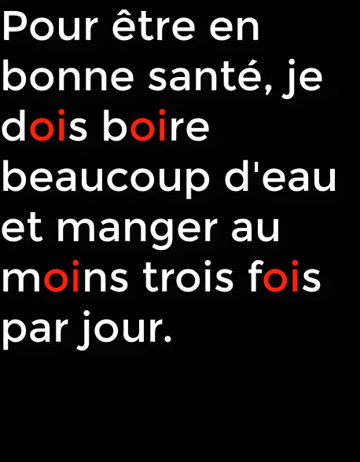 Pour être en
bonne santé, je
dois boire
beaucoup d'eau
et manger au
moins trois fois
par jour.